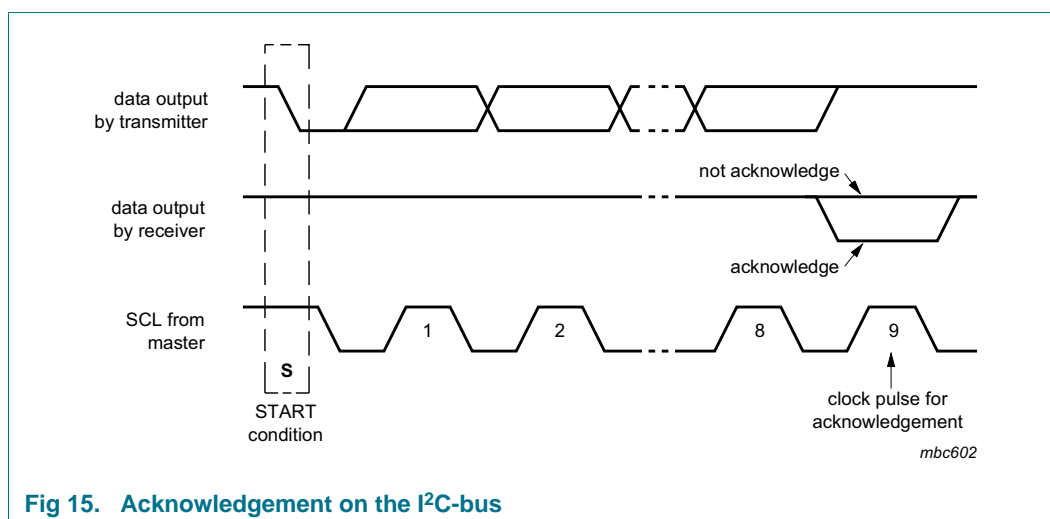 data output
by transmitter
not acknowledge
data output
by receiver
acknowledge
SCL from
master
1
2
8
9
S
START
condition
clock pulse for
acknowledgement
mbc602
Fig 15. Acknowledgement on the I²C-bus